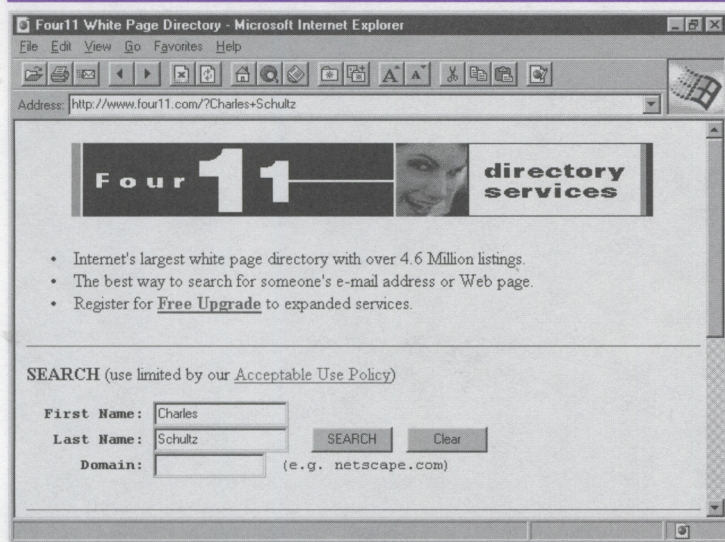 Four11 White Page Directory - Microsoft Internet Explorer
File Edit View Go Favorites Help
Address: http://www.four11.com/?Charles+Schultz
Four 11 directory
services
• Internet's largest white page directory with over 4.6 Million listings.
• The best way to search for someone's e-mail address or Web page.
• Register for Free Upgrade to expanded services.
SEARCH (use limited by our Acceptable Use Policy)
First Name: Charles
Last Name: Schultz SEARCH Clear
Domain: (e.g. netscape.com)